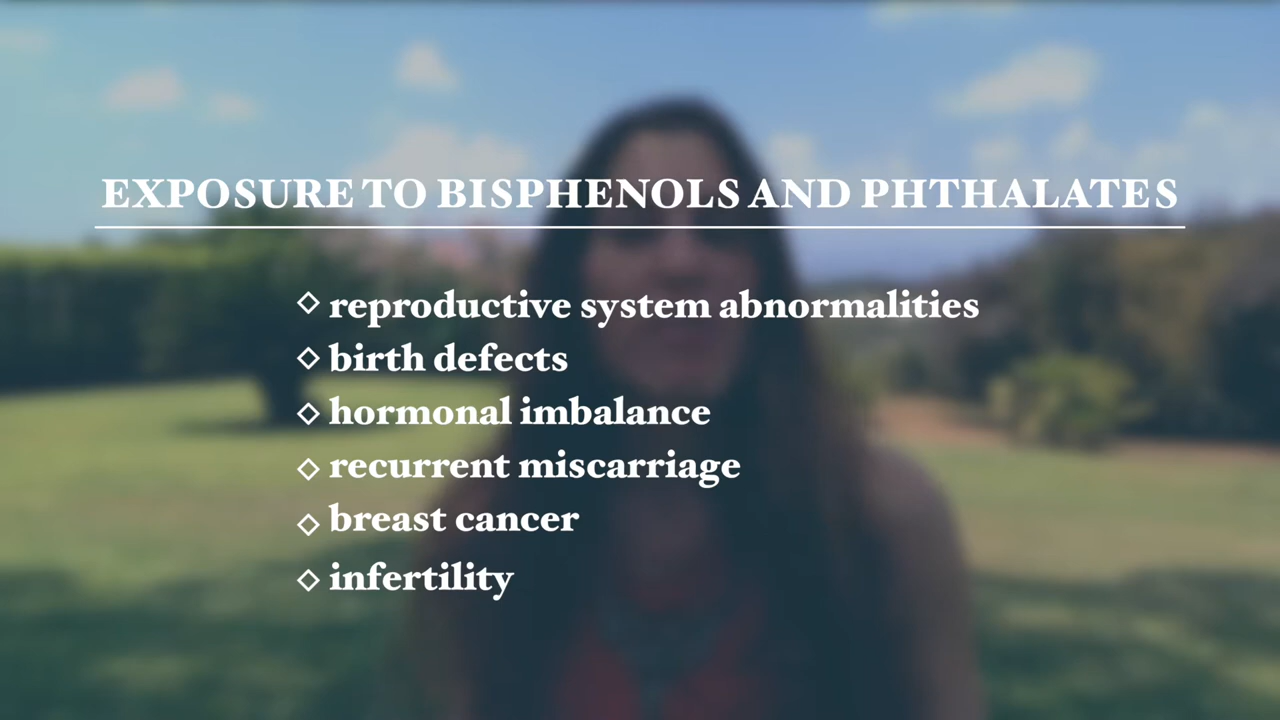 EXPOSURE TO BISPHENOLS AND PHTHALATES
reproductive system abnormalities
birth defects
hormonal imbalance
recurrent miscarriage
breast cancer
infertility